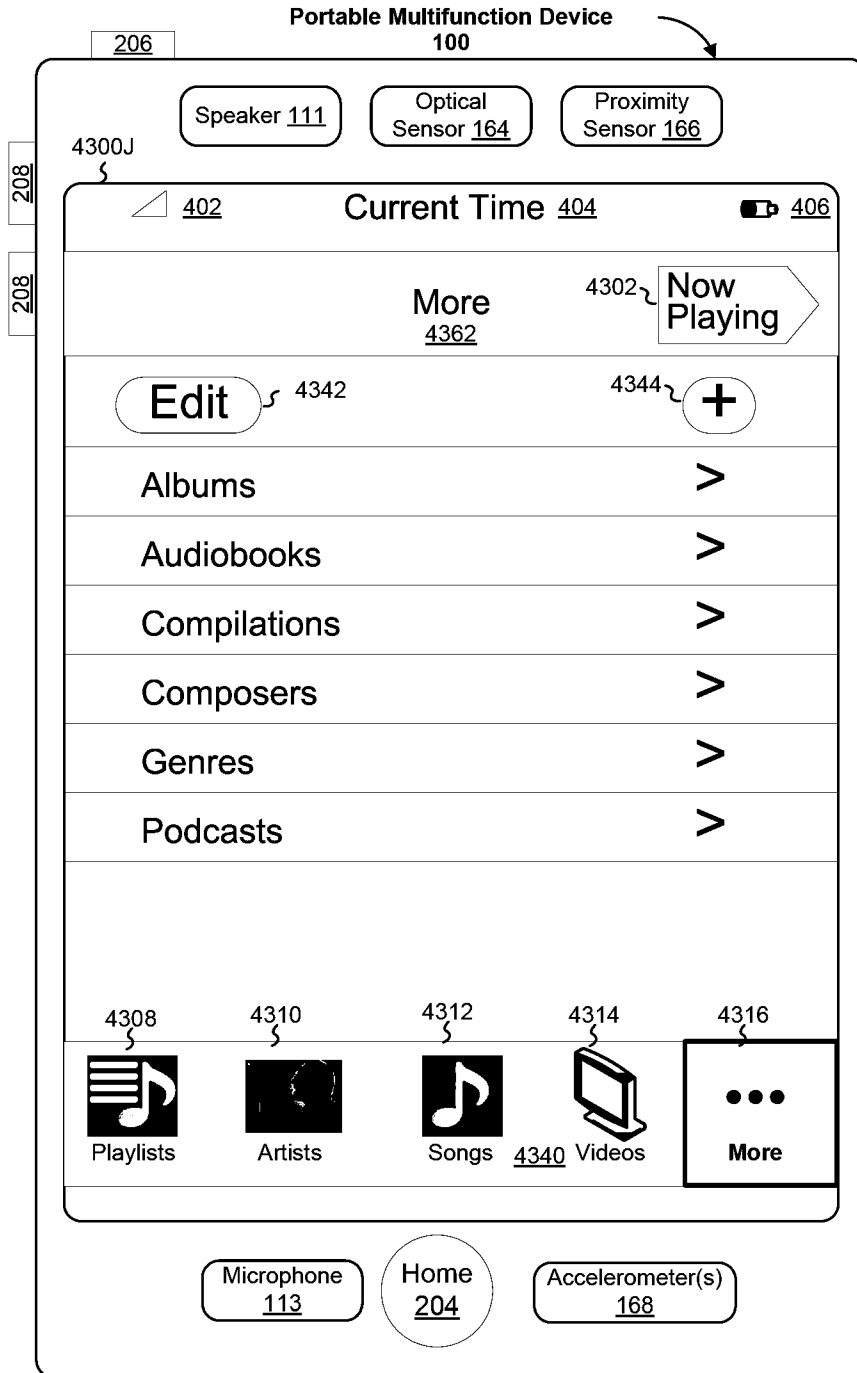 Portable Multifunction Device
100
206
Speaker 111
Optical
Sensor 164
Proximity
Sensor 166
208
208
4300J
402
Current Time 404
406
More
4362
4302
Now
Playing
Edit
4342
4344
+
Albums >
Audiobooks >
Compilations >
Composers >
Genres >
Podcasts >
4308
4310
4312
4314
4316
Playlists
Artists
Songs
4340
Videos
More
Microphone
113
Home
204
Accelerometer(s)
168